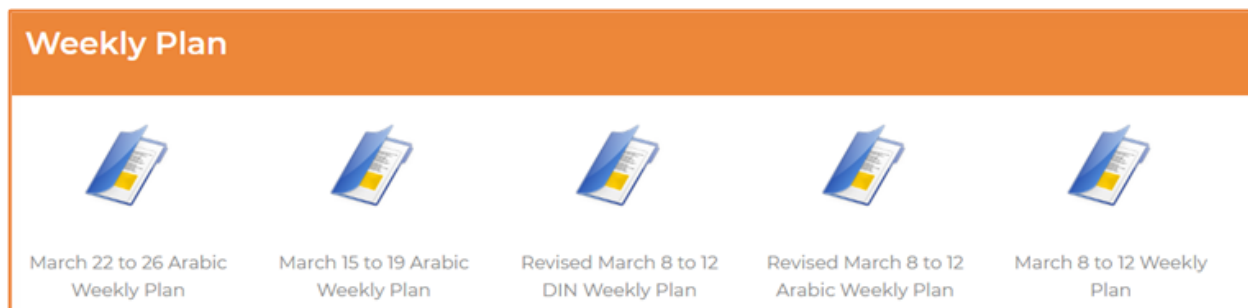 Weekly Plan
March 22 to 26 Arabic
Weekly Plan
March 15 to 19 Arabic
Weekly Plan
Revised March 8 to 12
DIN Weekly Plan
Revised March 8 to 12
Arabic Weekly Plan
March 8 to 12 Weekly
Plan